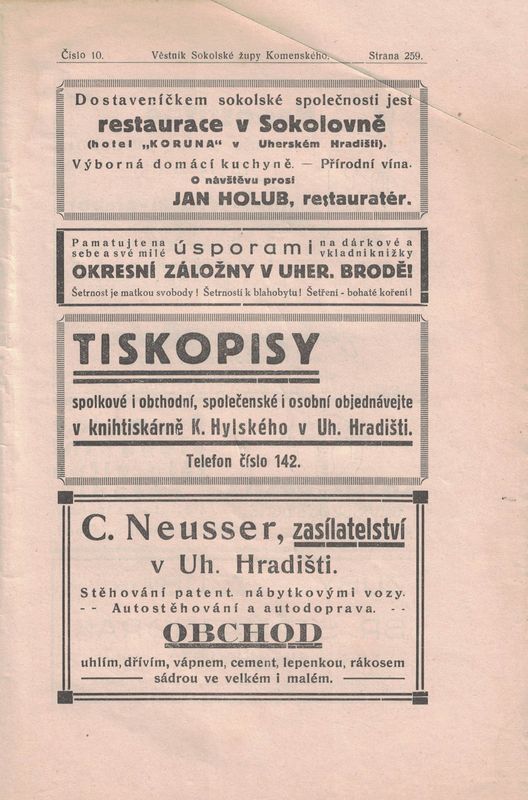 Číslo 10. Věstník Sokolské župy Komenského. Strana 259.
Dostaveníčkem sokolské společnosti jest
restaurace v Sokolovně
(hotel „KORUNA" v Uherském Hradišti).
Výborná domácí kuchyně. — Přírodní vína.
O návštěvu prosí
JAN HOLUB, restauratér.
Pamatujte na
sebe a své milé
úsporami
na dárkové a
vkladní knížky
OKRESNÍ ZÁLOŽNY V UHER. BRODĚ!
Šetrnost je matkou svobody! Šetrností k blahobytu! Šetření - bohaté koření!
TISKOPISY
spolkové i obchodní, společenské i osobní objednávejte
v knihtiskárně K. Hylského v Uh. Hradišti.
Telefon číslo 142.
C. Neusser, zasílatelství
v Uh. Hradišti.
Stěhování patent. nábytkovými vozy.
- - Autostěhování a autodoprava. - -
OBCHOD
uhlím, dřívím, vápnem, cement, lepenkou, rákosem
sádrou ve velkém i malém.